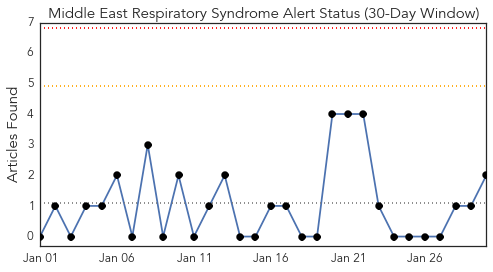 Middle East Respiratory Syndrome Alert Status (30-Day Window)
Articles Found
7
6
5
4
3
2
1
0
Jan 01 Jan 06 Jan 11 Jan 16 Jan 21 Jan 26